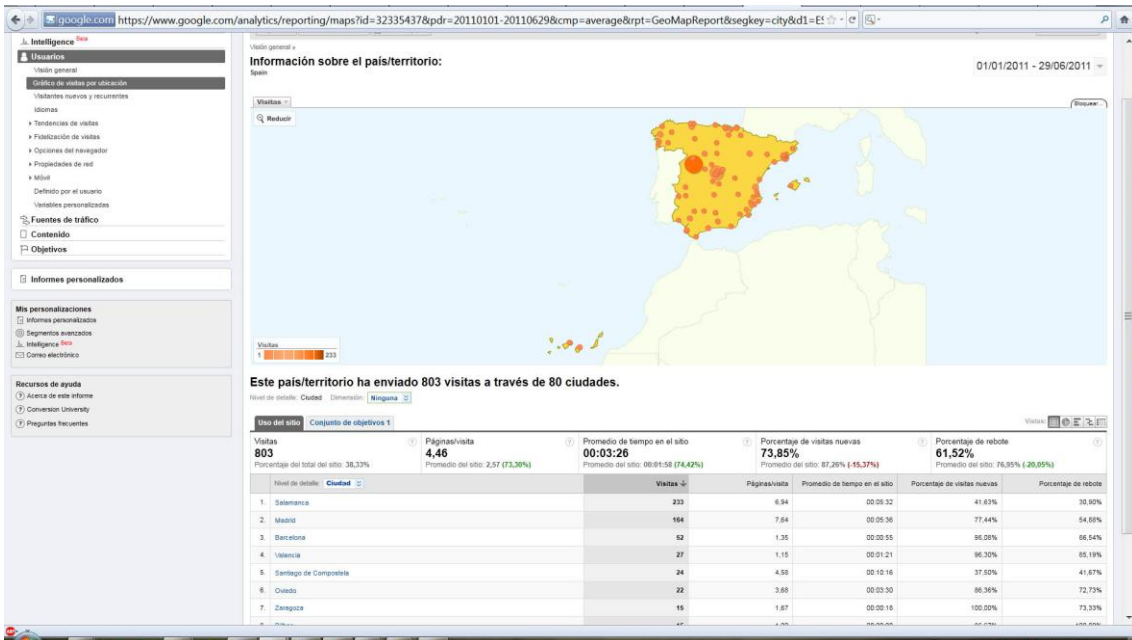 google.com https://www.google.com/analytics/reporting/maps?id=32335437&pdr=20110101-20110629&cmp=average&rpt=GeoMapReport&segkey=city&d1=ES
Intelligence Beta
Usuarios
Visión general
Gráfico de visitas por ubicación
Visitantes nuevos y recurrentes
Idiomas
Tendencias de visitas
Fidelización de visitas
Opciones del navegador
Propiedades de red
Móvil
Definido por el usuario
Variables personalizadas
Fuentes de tráfico
Contenido
Objetivos
Informes personalizados
Mis personalizaciones
Informes personalizados
Segmentos avanzados
Intelligence Beta
Correo electrónico
Recursos de ayuda
Acerca de este informe
Conversion University
Preguntas frecuentes
Visión general »
Información sobre el país/territorio:
Spain
01/01/2011 - 29/06/2011
Visitas
Bloquear...
Reducir
Visitas
1 233
Este país/territorio ha enviado 803 visitas a través de 80 ciudades.
Nivel de detalle: Ciudad Dimensión: Ninguna
Uso del sitio Conjunto de objetivos 1 Vistas:
Visitas Páginas/visita Promedio de tiempo en el sitio Porcentaje de visitas nuevas Porcentaje de rebote
803 4,46 00:03:26 73,85% 61,52%
Porcentaje del total del sitio: 38,33% Promedio del sitio: 2,57 (73,30%) Promedio del sitio: 00:01:58 (74,42%) Promedio del sitio: 87,26% (-15,37%) Promedio del sitio: 76,95% (-20,05%)
Nivel de detalle: Ciudad Visitas Páginas/visita Promedio de tiempo en el sitio Porcentaje de visitas nuevas Porcentaje de rebote
1. Salamanca 233 6,94 00:05:32 41,63% 30,90%
2. Madrid 164 7,64 00:05:36 77,44% 54,88%
3. Barcelona 52 1,35 00:00:55 98,08% 86,54%
4. Valencia 27 1,15 00:01:21 96,30% 85,19%
5. Santiago de Compostela 24 4,58 00:10:16 37,50% 41,67%
6. Oviedo 22 3,68 00:03:30 86,36% 72,73%
7. Zaragoza 15 1,67 00:00:18 100,00% 73,33%